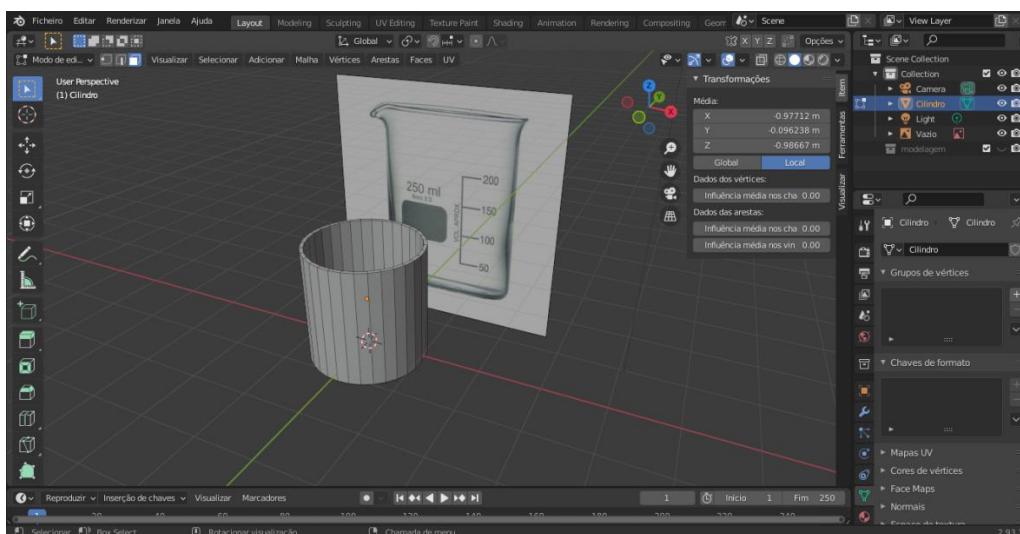 Ficheiro Editar Renderizar Janela Ajuda Layout Modeling Sculpting UV Editing Texture Paint Shading Animation Rendering Compositing Geom Scene View Layer
Global X Y Z Opções
Modo de edi... Visualizar Selecionar Adicionar Malha Vértices Arestas Faces UV
User Perspective
(1) Cilindro
250 ml
200
150
100
50
VOL. APROX.
Z
Y
X
Transformações
Média:
X -0.97712 m
Y -0.096238 m
Z -0.98667 m
Global Local
Dados dos vértices:
Influência média nos cha 0.00
Dados das arestas:
Influência média nos cha 0.00
Influência média nos vin 0.00
Item
Ferramentas
Visualizar
Scene Collection
Collection
Camera
Cilindro
Light
Vazio
modelagem
Cilindro Cilindro
Cilindro
Grupos de vértices
Chaves de formato
Mapas UV
Cores de vértices
Face Maps
Normais
Espaço de textura
Reproduzir Inserção de chaves Visualizar Marcadores 1 Início 1 Fim 250
Selecionar Box Select Rotacionar visualização Chamada de menu 2.93